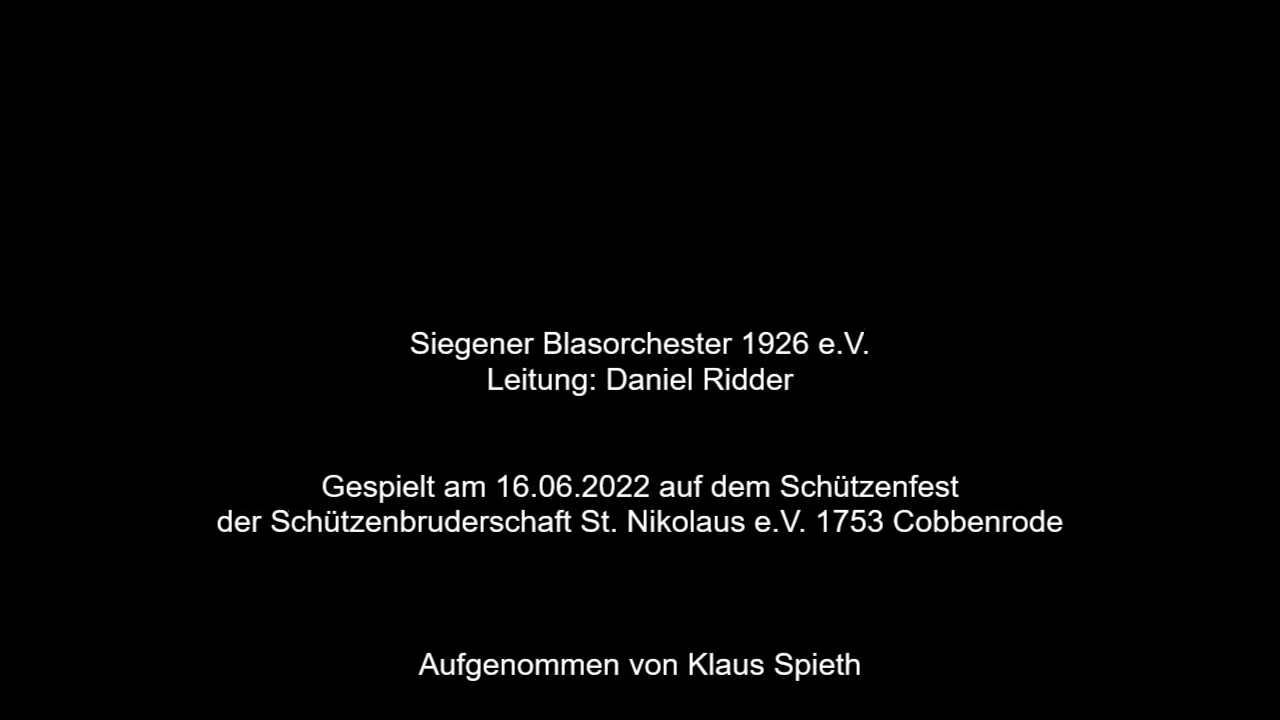 Siegener Blasorchester 1926 e.V.
Leitung: Daniel Ridder
Gespielt am 16.06.2022 auf dem Schützenfest
der Schützenbruderschaft St. Nikolaus e.V. 1753 Cobbenrode
Aufgenommen von Klaus Spieth